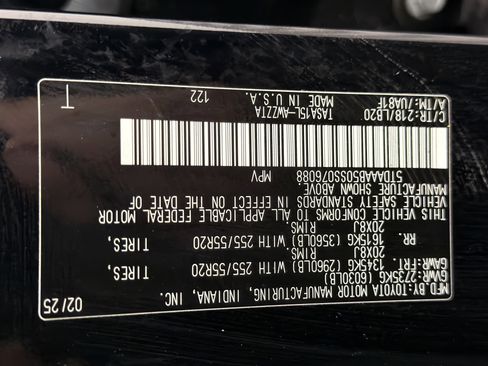 MFD.BY:TOYOTA MOTOR MANUFACTURING, INDIANA, INC. 02/25
GVWR:2735KG (6030LB)
GAWR:FRT. 1345KG (2960LB) WITH 255/55R20 TIRES,
20X8J RIMS
RR. 1615KG (3560LB) WITH 255/55R20 TIRES,
20X8J RIMS
THIS VEHICLE CONFORMS TO ALL APPLICABLE FEDERAL MOTOR
VEHICLE SAFETY STANDARDS IN EFFECT ON THE DATE OF
MANUFACTURE SHOWN ABOVE.
5TDAAAB50SS076088 MPV
C/TR:218/LB20 TASA15L-AWZZTA
A/TM:-/UA81F MADE IN U.S.A. 122 T